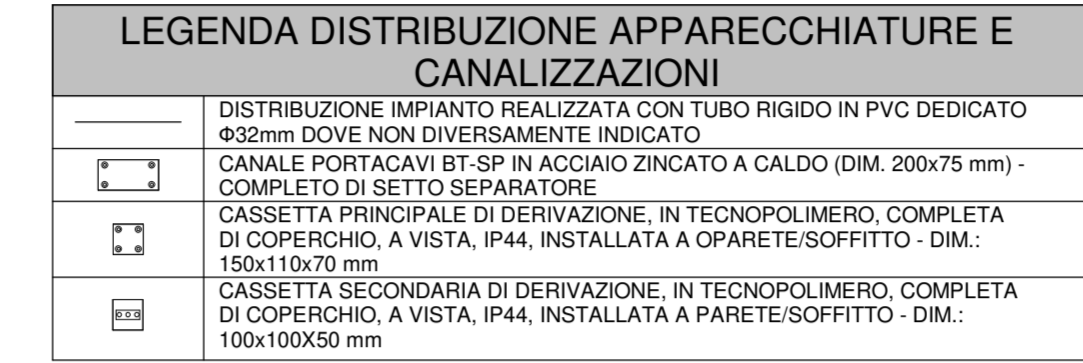 LEGENDA DISTRIBUZIONE APPARECCHIATURE E
CANALIZZAZIONI
DISTRIBUZIONE IMPIANTO REALIZZATA CON TUBO RIGIDO IN PVC DEDICATO
Φ32mm DOVE NON DIVERSAMENTE INDICATO
CANALE PORTACAVI BT-SP IN ACCIAIO ZINCATO A CALDO (DIM. 200x75 mm) -
COMPLETO DI SETTO SEPARATORE
CASSETTA PRINCIPALE DI DERIVAZIONE, IN TECNOPOLIMERO, COMPLETA
DI COPERCHIO, A VISTA, IP44, INSTALLATA A OPARETE/SOFFITTO - DIM.:
150x110x70 mm
CASSETTA SECONDARIA DI DERIVAZIONE, IN TECNOPOLIMERO, COMPLETA
DI COPERCHIO, A VISTA, IP44, INSTALLATA A PARETE/SOFFITTO - DIM.:
100x100X50 mm